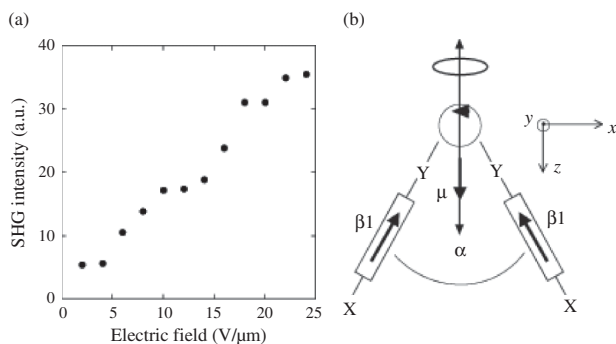 (a)
40
30
20
10
0
0 5 10 15 20 25
SHG intensity (a.u.)
Electric field (V/μm)
(b)
y x
z
Y Y
μ
β1 β1
α
X X